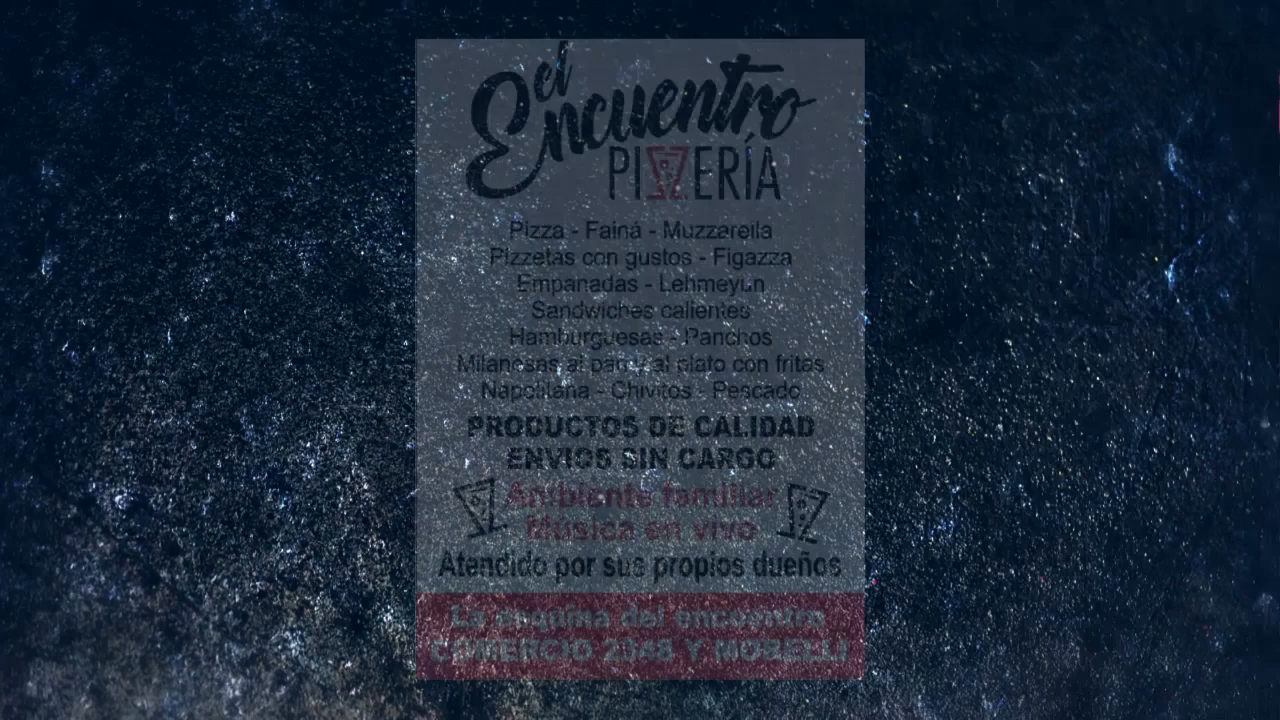 el
Encuentro
PIZZERÍA
Pizza - Fainá - Muzzarella
Pizzetas con gustos - Figazza
Empanadas - Lehmeyun
Sandwiches calientes
Hamburguesas - Panchos
Milanesas al pan y al plato con fritas
Napolitana - Chivitos - Pescado
PRODUCTOS DE CALIDAD
ENVIOS SIN CARGO
Ambiente familiar
Música en vivo
Atendido por sus propios dueños
La esquina del encuentro
COMERCIO 2348 Y MORELLI